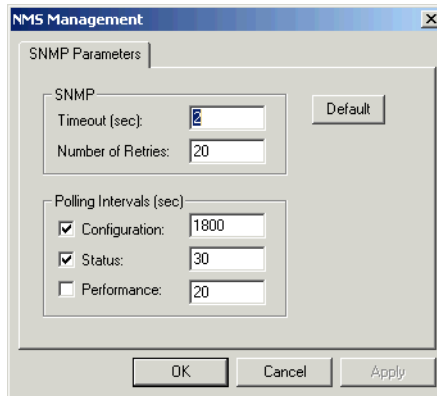 NMS Management
SNMP Parameters
SNMP
Timeout (sec): 2
Default
Number of Retries: 20
Polling Intervals (sec)
Configuration: 1800
Status: 30
Performance: 20
OK Cancel Apply